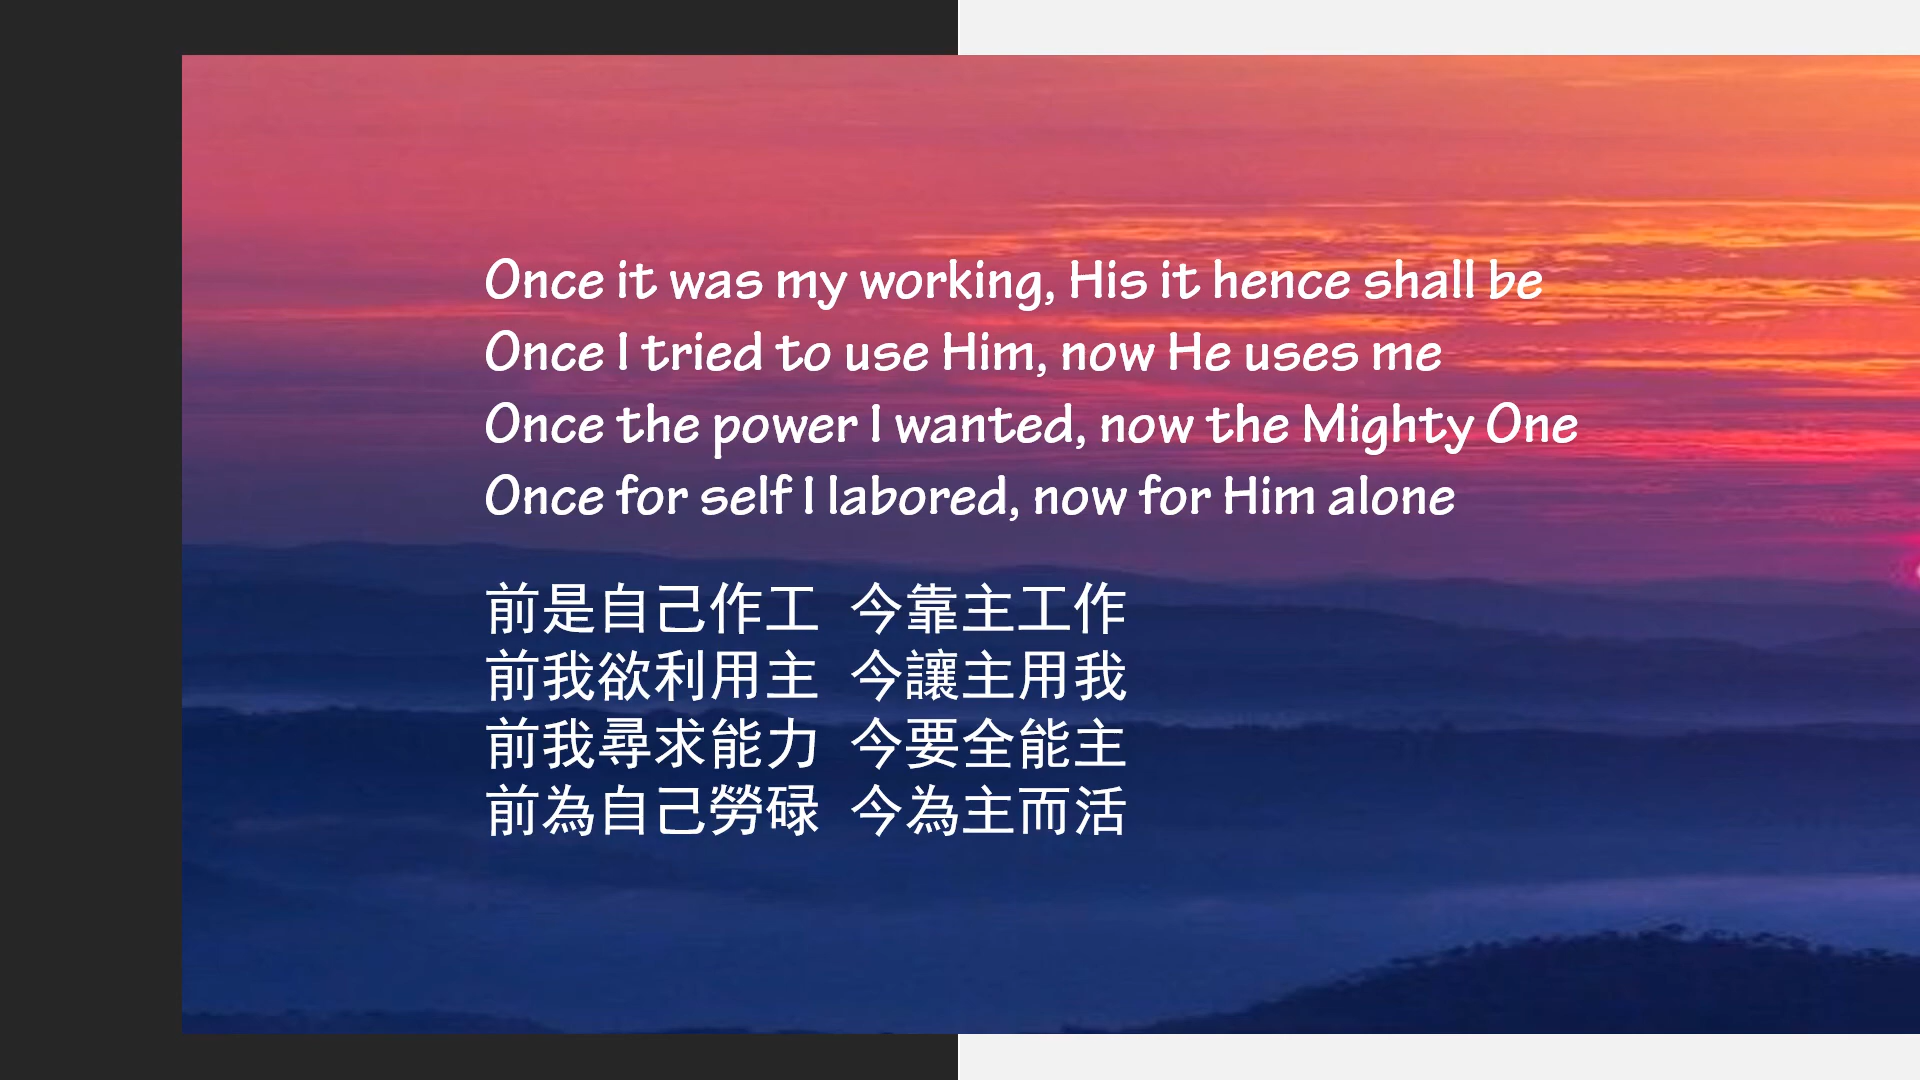 Once it was my working, His it hence shall be
Once I tried to use Him, now He uses me
Once the power I wanted, now the Mighty One
Once for self I labored, now for Him alone
前是自己作工 今靠主工作
前我欲利用主 今讓主用我
前我尋求能力 今要全能主
前為自己勞碌 今為主而活